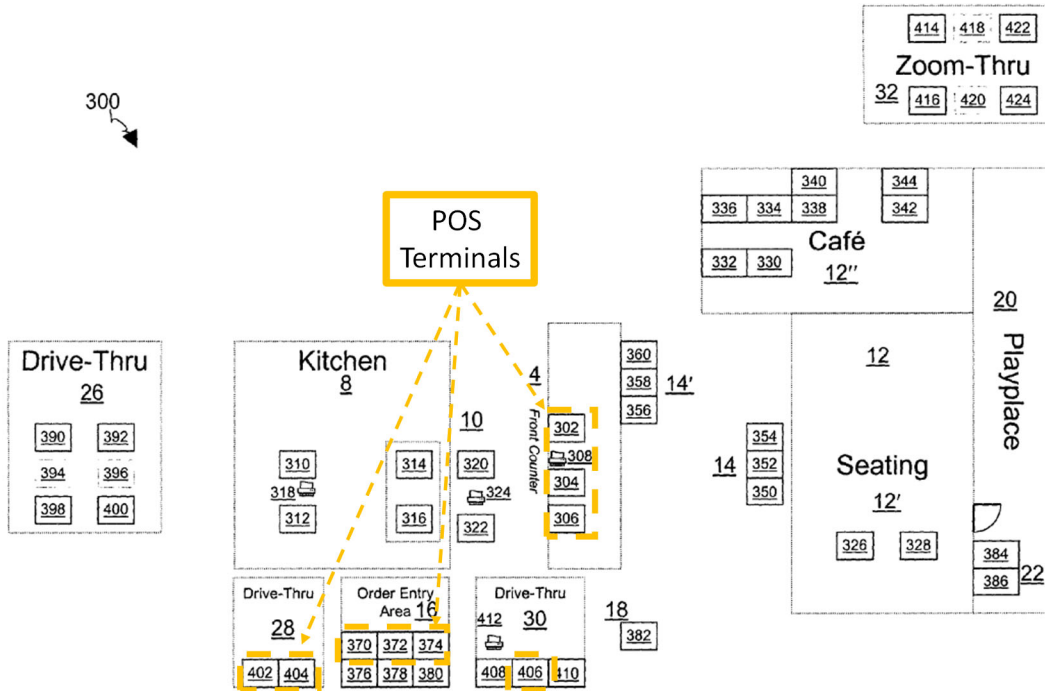 414 418 422
Zoom-Thru
32 416 420 424
300
340 344
336 334 338 342
POS
Terminals
Café
332 330
12''
20
Playplace
Drive-Thru
26
Kitchen
8
4
360
358
356
14'
12
10
Front Counter
302
390 392
354
310 314 320
308
394 396
14
352
Seating
318 324
304
350
12'
398 400
312 316 322
306
326 328
384
386 22
Drive-Thru
28
Order Entry
Area 16
Drive-Thru
30
18
412
382
370 372 374
402 404
376 378 380
408 406 410